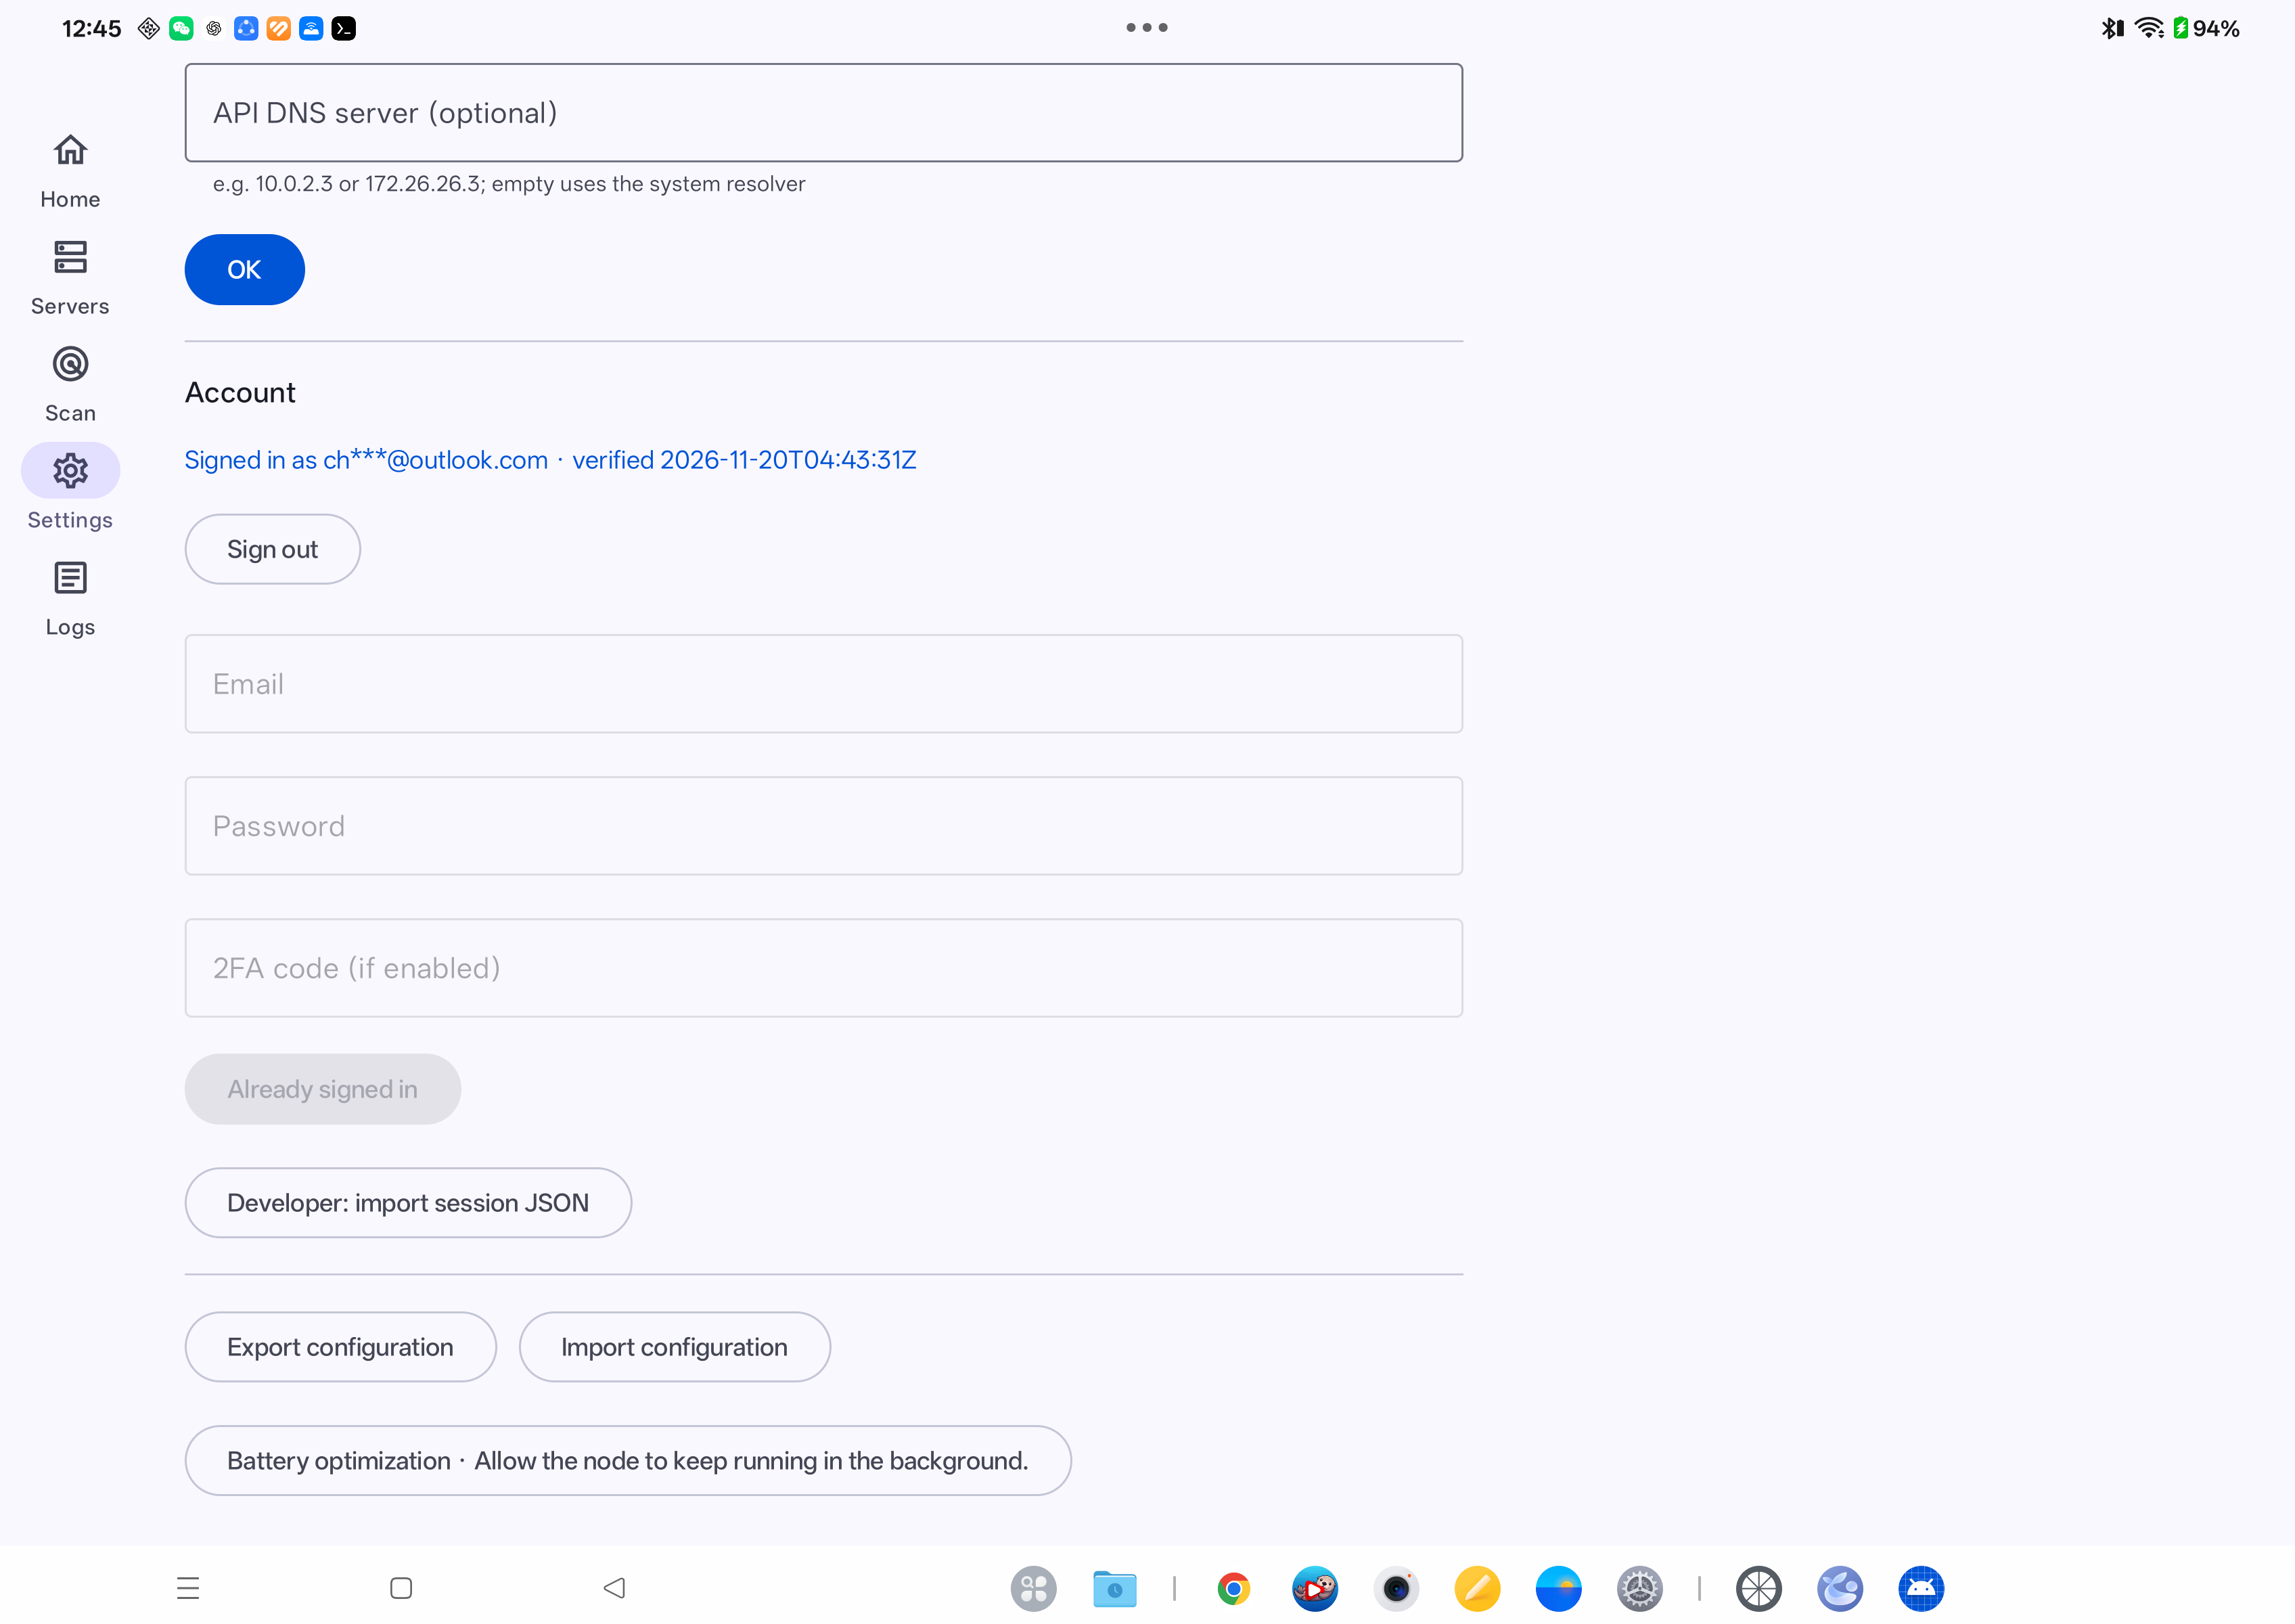 12:45
94%
API DNS server (optional)
e.g. 10.0.2.3 or 172.26.26.3; empty uses the system resolver
OK
Home
Servers
Scan
Settings
Logs
Account
Signed in as ch***@outlook.com · verified 2026-11-20T04:43:31Z
Sign out
Email
Password
2FA code (if enabled)
Already signed in
Developer: import session JSON
Export configuration
Import configuration
Battery optimization · Allow the node to keep running in the background.